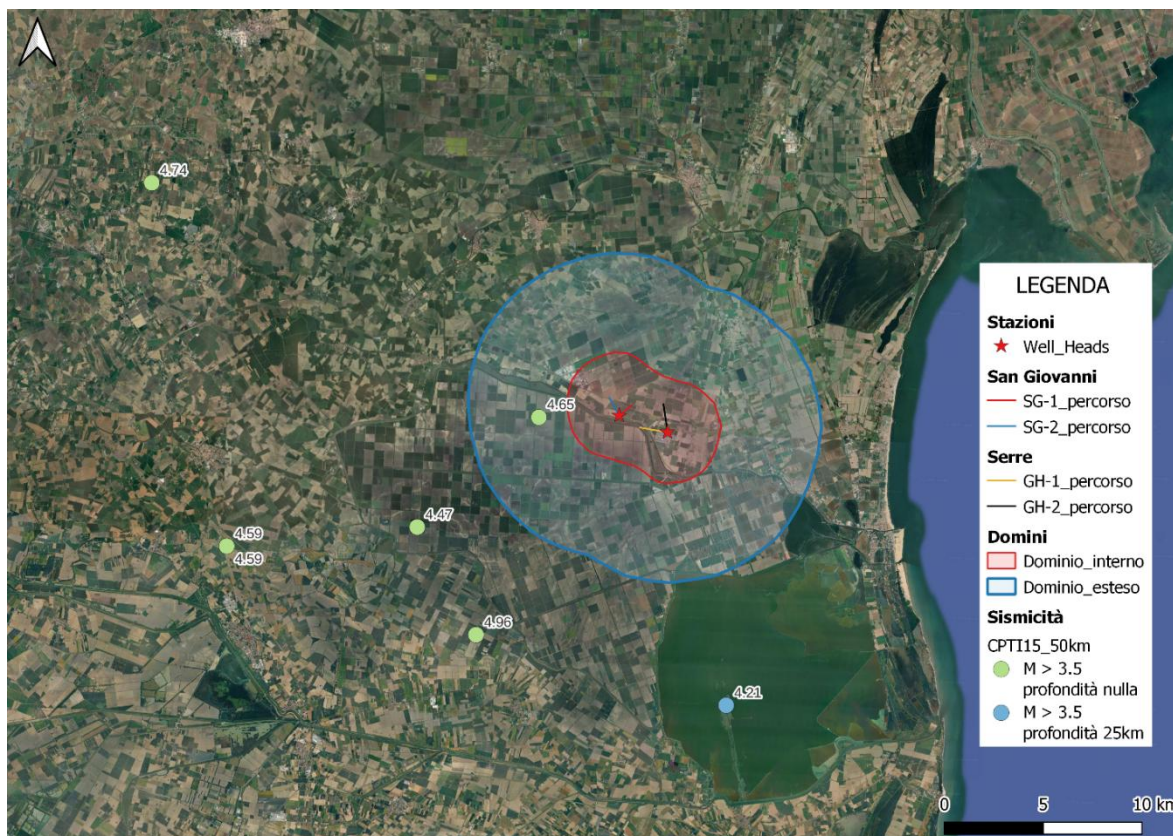 4.74
4.65
4.47
4.59
4.59
4.96
4.21
LEGENDA
Stazioni
Well_Heads
San Giovanni
SG-1_percorso
SG-2_percorso
Serre
GH-1_percorso
GH-2_percorso
Domini
Dominio_interno
Dominio_esteso
Sismicità
CPTI15_50km
M > 3.5
profondità nulla
M > 3.5
profondità 25km
0 5 10 km